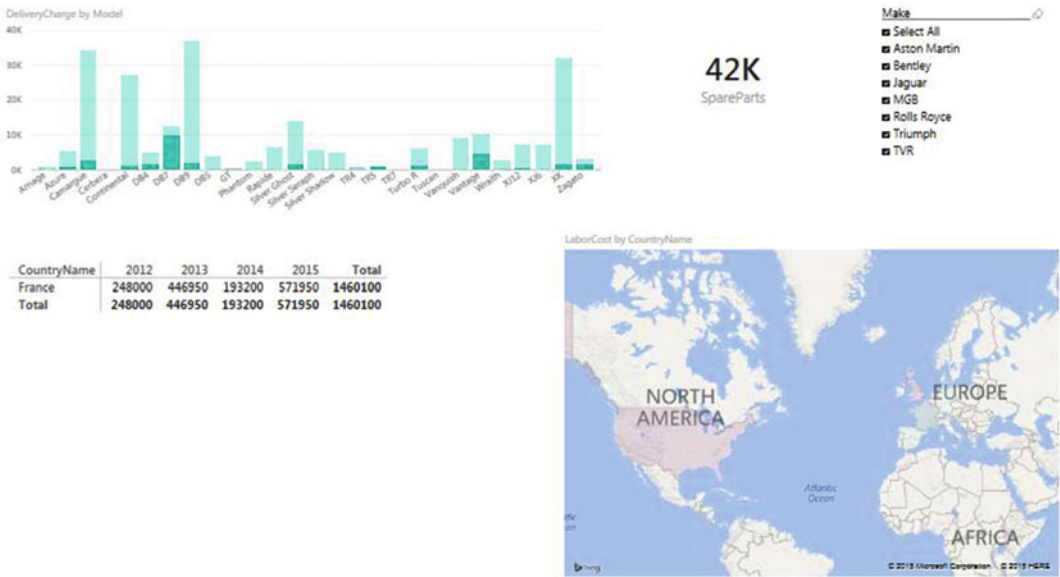 DeliveryCharge by Model
40K
30K
20K
10K
0K
Arnage
Azure
Camargue
Cerbera
Continental
DB4
DB7
DB9
DB5
GT
Phantom
Rapide
Silver Ghost
Silver Seraph
Silver Shadow
TR4
TR5
TR7
Turbo R
Tuscan
Vanquish
Vantage
Wraith
XJ12
XJ6
XK
Zagato
42K
SpareParts
Make
Select All
Aston Martin
Bentley
Jaguar
MGB
Rolls Royce
Triumph
TVR
CountryName 2012 2013 2014 2015 Total
France 248000 446950 193200 571950 1460100
Total 248000 446950 193200 571950 1460100
LaborCost by CountryName
NORTH
AMERICA
EUROPE
Atlantic
Ocean
AFRICA
bing
© 2015 Microsoft Corporation © 2015 HERE